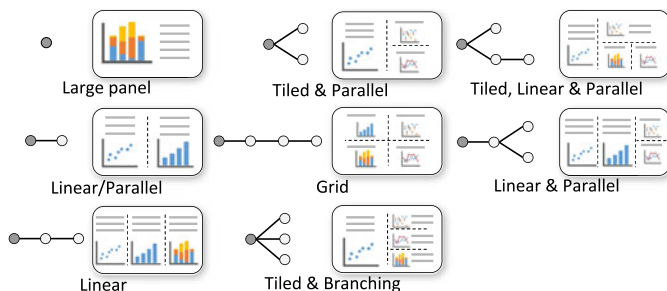 Large panel
Tiled & Parallel
Tiled, Linear & Parallel
Linear/Parallel
Grid
Linear & Parallel
Linear
Tiled & Branching